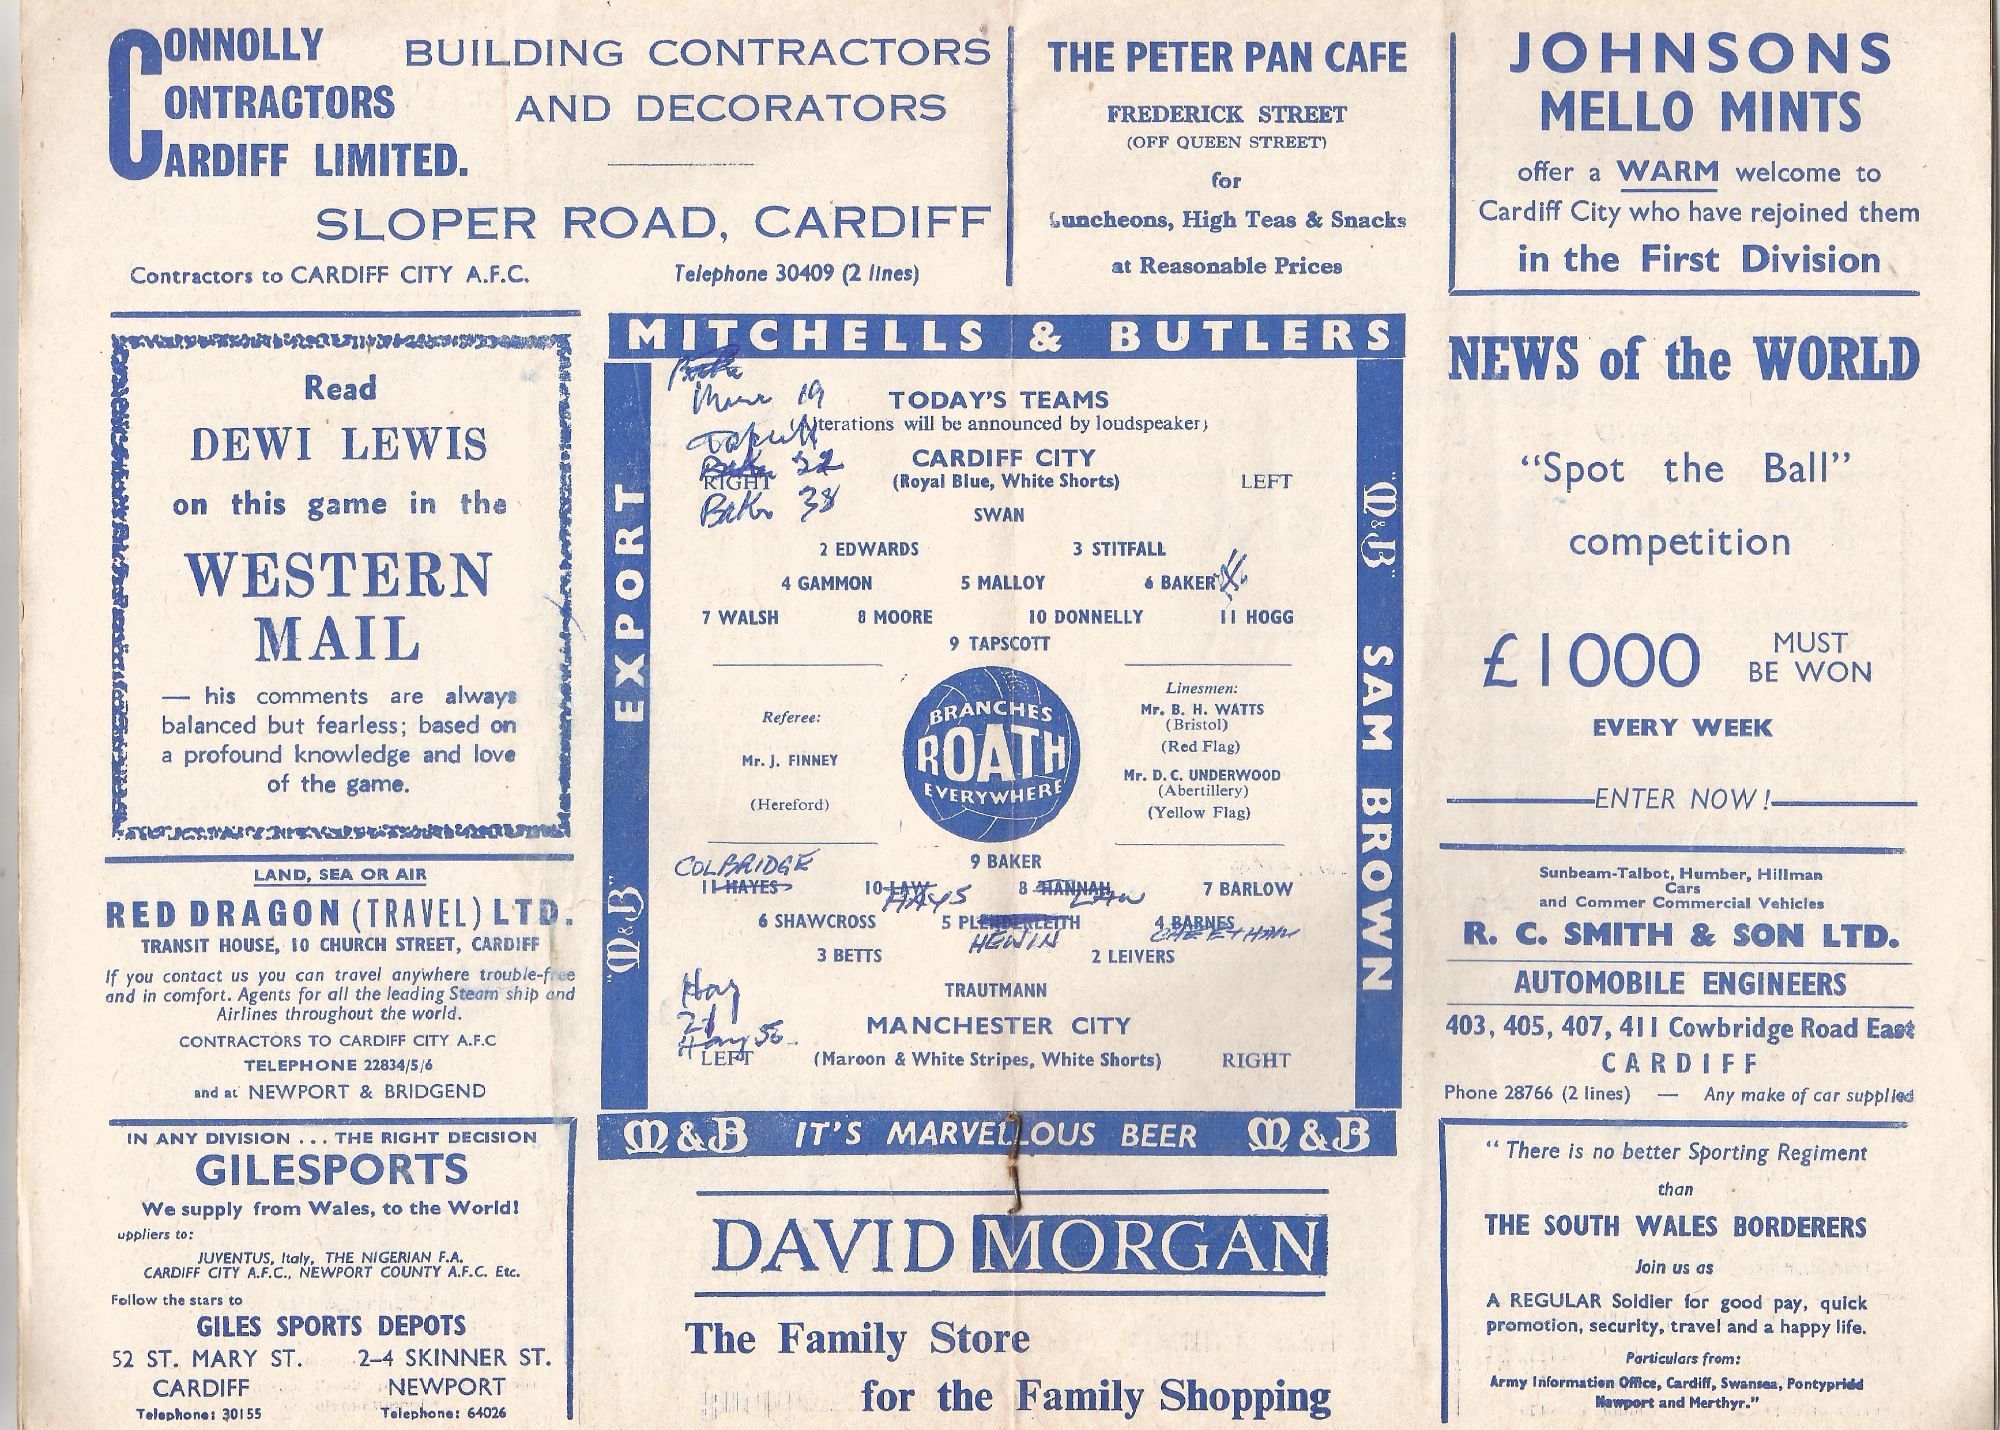 CONNOLLY
CONTRACTORS
CARDIFF LIMITED.
BUILDING CONTRACTORS
AND DECORATORS
SLOPER ROAD, CARDIFF
Contractors to CARDIFF CITY A.F.C.
Telephone 30409 (2 lines)
THE PETER PAN CAFE
FREDERICK STREET
(OFF QUEEN STREET)
for
Luncheons, High Teas & Snacks
at Reasonable Prices
JOHNSONS
MELLO MINTS
offer a WARM welcome to
Cardiff City who have rejoined them
in the First Division
Read
DEWI LEWIS
on this game in the
WESTERN
MAIL
— his comments are always
balanced but fearless; based on
a profound knowledge and love
of the game.
LAND, SEA OR AIR
RED DRAGON (TRAVEL) LTD.
TRANSIT HOUSE, 10 CHURCH STREET, CARDIFF
If you contact us you can travel anywhere trouble-free
and in comfort. Agents for all the leading Steam ship and
Airlines throughout the world.
CONTRACTORS TO CARDIFF CITY A.F.C
TELEPHONE 22834/5/6
and at NEWPORT & BRIDGEND
IN ANY DIVISION ... THE RIGHT DECISION
GILESPORTS
We supply from Wales, to the World!
uppliers to:
JUVENTUS, Italy, THE NIGERIAN F.A.
CARDIFF CITY A.F.C., NEWPORT COUNTY A.F.C. Etc.
Follow the stars to
GILES SPORTS DEPOTS
52 ST. MARY ST. 2-4 SKINNER ST.
CARDIFF NEWPORT
Telephone: 30155 Telephone: 64026
MITCHELLS & BUTLERS
EXPORT
"M&B"
"M&B"
SAM BROWN
Moore 19
Tapscott
Baker 22
Baker 38
TODAY'S TEAMS
(Alterations will be announced by loudspeaker)
CARDIFF CITY
RIGHT (Royal Blue, White Shorts) LEFT
SWAN
2 EDWARDS 3 STITFALL
4 GAMMON 5 MALLOY 6 BAKER
7 WALSH 8 MOORE 10 DONNELLY 11 HOGG
9 TAPSCOTT
Referee:
Mr. J. FINNEY
(Hereford)
BRANCHES
ROATH
EVERYWHERE
Linesmen:
Mr. B. H. WATTS
(Bristol)
(Red Flag)
Mr. D. C. UNDERWOOD
(Abertillery)
(Yellow Flag)
9 BAKER
COLBRIDGE
11 HAYES 10 LAW 8 HANNAH 7 BARLOW
HAYS LAW
6 SHAWCROSS 5 PLENDERLEITH 4 BARNES
HEWIN CHEETHAM
3 BETTS 2 LEIVERS
TRAUTMANN
Hay
21
Hay 56
MANCHESTER CITY
LEFT (Maroon & White Stripes, White Shorts) RIGHT
M&B IT'S MARVELLOUS BEER M&B
DAVID MORGAN
The Family Store
for the Family Shopping
NEWS of the WORLD
"Spot the Ball"
competition
£1000 MUST
BE WON
EVERY WEEK
ENTER NOW!
Sunbeam-Talbot, Humber, Hillman
Cars
and Commer Commercial Vehicles
R. C. SMITH & SON LTD.
AUTOMOBILE ENGINEERS
403, 405, 407, 411 Cowbridge Road East
CARDIFF
Phone 28766 (2 lines) — Any make of car supplied
"There is no better Sporting Regiment
than
THE SOUTH WALES BORDERERS
Join us as
A REGULAR Soldier for good pay, quick
promotion, security, travel and a happy life.
Particulars from:
Army Information Office, Cardiff, Swansea, Pontypridd
Newport and Merthyr."